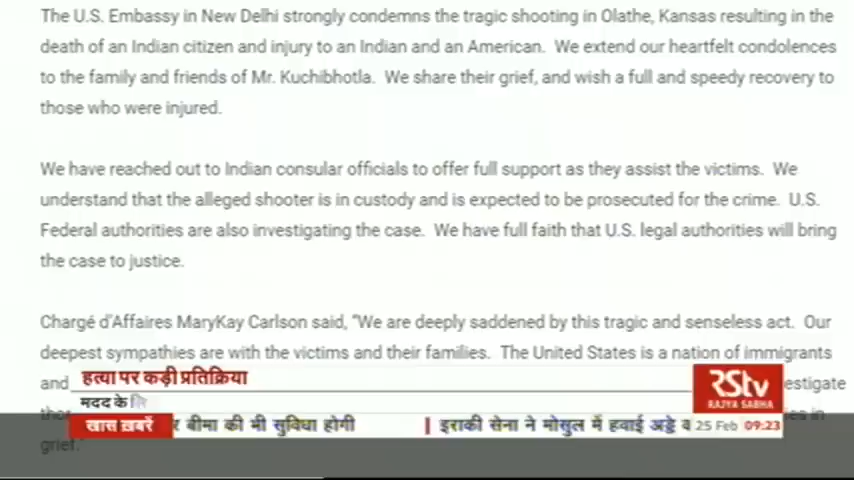 The U.S. Embassy in New Delhi strongly condemns the tragic shooting in Olathe, Kansas resulting in the
death of an Indian citizen and injury to an Indian and an American. We extend our heartfelt condolences
to the family and friends of Mr. Kuchibhotla. We share their grief, and wish a full and speedy recovery to
those who were injured.
We have reached out to Indian consular officials to offer full support as they assist the victims. We
understand that the alleged shooter is in custody and is expected to be prosecuted for the crime. U.S.
Federal authorities are also investigating the case. We have full faith that U.S. legal authorities will bring
the case to justice.
Chargé d'Affaires MaryKay Carlson said, "We are deeply saddened by this tragic and senseless act. Our
deepest sympathies are with the victims and their families. The United States is a nation of immigrants
and
grief."
हत्या पर कड़ी प्रतिक्रिया
मदद के
RStv
RAJYA SABHA
खास ख़बरें बीमा की भी सुविधा होगी | इराकी सेना ने मोसुल में हवाई अड्डे 25 Feb 09:23